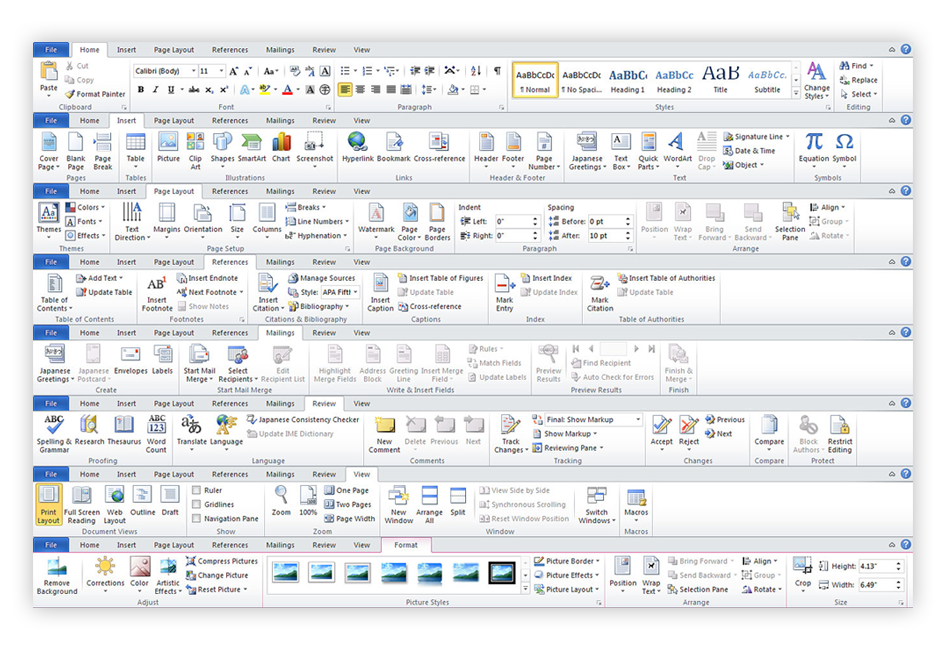 File Home Insert Page Layout References Mailings Review View
Cut
Copy
Format Painter
Paste
Clipboard
Calibri (Body) 11
Font
Paragraph
AaBbCcDc AaBbCcDc AaBbC AaBbCc AaB AaBbCc.
¶ Normal ¶ No Spaci... Heading 1 Heading 2 Title Subtitle
Change Styles
Styles
Find
Replace
Select
Editing
File Home Insert Page Layout References Mailings Review View
Cover Page Blank Page Page Break
Pages
Table
Tables
Picture Clip Art Shapes SmartArt Chart Screenshot
Illustrations
Hyperlink Bookmark Cross-reference
Links
Header Footer Page Number
Header & Footer
Japanese Greetings Text Box Quick Parts WordArt Drop Cap
Signature Line
Date & Time
Object
Text
Equation Symbol
Symbols
File Home Insert Page Layout References Mailings Review View
Themes
Colors
Fonts
Effects
Themes
Text Direction Margins Orientation Size Columns
Breaks
Line Numbers
Hyphenation
Page Setup
Watermark Page Color Page Borders
Page Background
Indent
Left: 0"
Right: 0"
Spacing
Before: 0 pt
After: 10 pt
Paragraph
Position Wrap Text Bring Forward Send Backward Selection Pane
Align
Group
Rotate
Arrange
File Home Insert Page Layout References Mailings Review View
Table of Contents
Add Text
Update Table
Table of Contents
AB¹
Insert Footnote
Insert Endnote
Next Footnote
Show Notes
Footnotes
Insert Citation
Manage Sources
Style: APA Fifth
Bibliography
Citations & Bibliography
Insert Caption
Insert Table of Figures
Update Table
Cross-reference
Captions
Mark Entry
Insert Index
Update Index
Index
Mark Citation
Insert Table of Authorities
Update Table
Table of Authorities
File Home Insert Page Layout References Mailings Review View
Japanese Greetings Japanese Postcard Envelopes Labels
Create
Start Mail Merge Select Recipients Edit Recipient List
Start Mail Merge
Highlight Merge Fields Address Block Greeting Line Insert Merge Field
Rules
Match Fields
Update Labels
Write & Insert Fields
Preview Results
Find Recipient
Auto Check for Errors
Preview Results
Finish & Merge
Finish
File Home Insert Page Layout References Mailings Review View
ABC
ABC
123
Spelling & Grammar Research Thesaurus Word Count
Proofing
Translate Language
Japanese Consistency Checker
Update IME Dictionary
Language
New Comment Delete Previous Next
Comments
Track Changes
Final: Show Markup
Show Markup
Reviewing Pane
Tracking
Accept Reject
Previous
Next
Changes
Compare
Compare
Block Authors Restrict Editing
Protect
File Home Insert Page Layout References Mailings Review View
Print Layout Full Screen Reading Web Layout Outline Draft
Document Views
Ruler
Gridlines
Navigation Pane
Show
Zoom 100%
One Page
Two Pages
Page Width
Zoom
New Window Arrange All Split
View Side by Side
Synchronous Scrolling
Reset Window Position
Switch Windows
Window
Macros
Macros
File Home Insert Page Layout References Mailings Review View Format
Remove Background Corrections Color Artistic Effects
Compress Pictures
Change Picture
Reset Picture
Adjust
Picture Styles
Picture Border
Picture Effects
Picture Layout
Position Wrap Text
Bring Forward
Send Backward
Selection Pane
Align
Group
Rotate
Arrange
Crop
Height: 4.13"
Width: 6.49"
Size